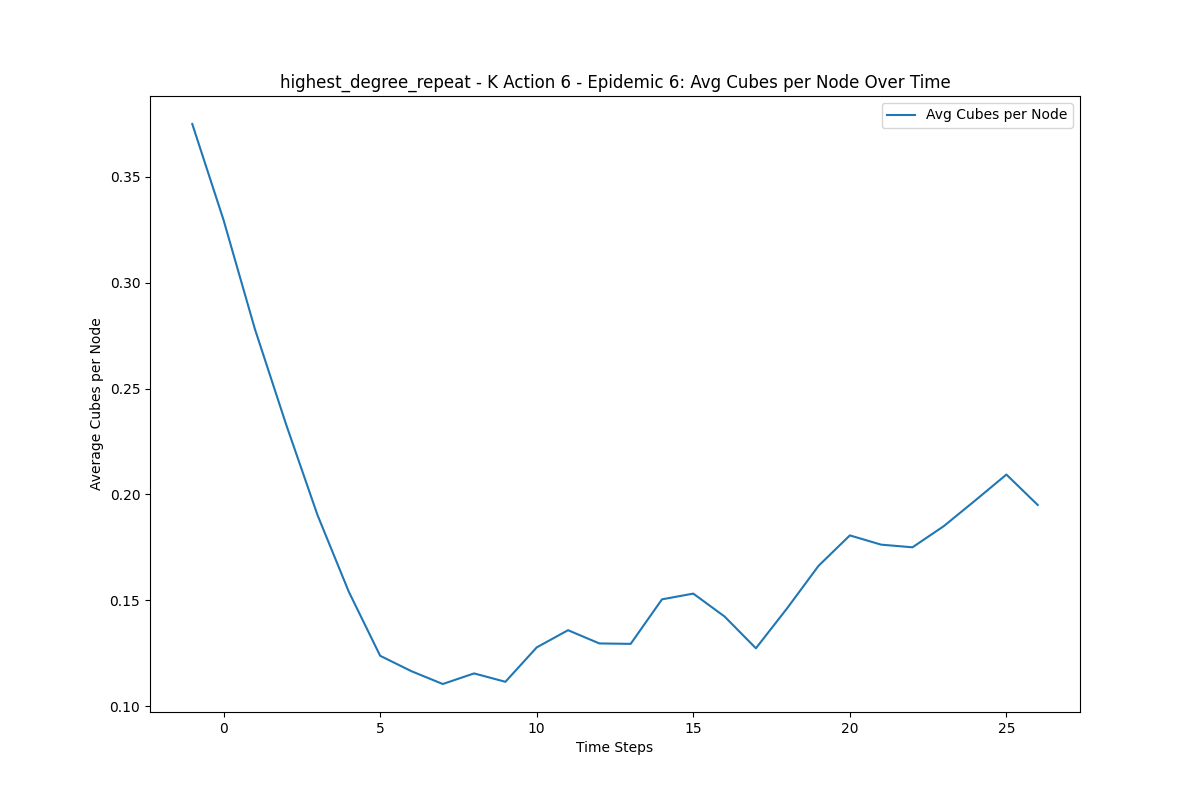 highest_degree_repeat - K Action 6 - Epidemic 6: Avg Cubes per Node Over Time
Avg Cubes per Node
0.35
0.30
0.25
0.20
0.15
0.10
Average Cubes per Node
0 5 10 15 20 25
Time Steps